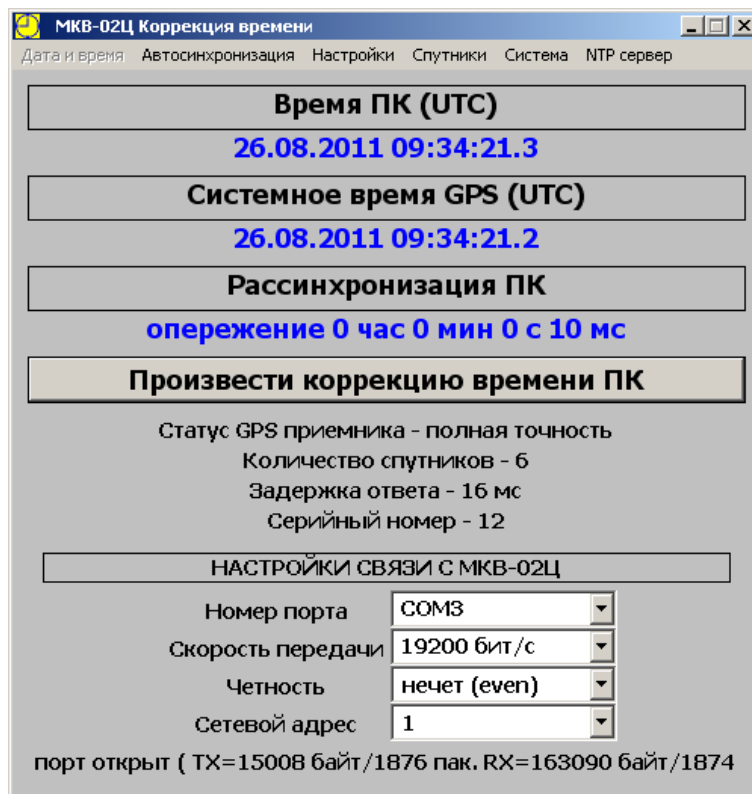 МКВ-02Ц Коррекция времени
Дата и время Автосинхронизация Настройки Спутники Система NTP сервер
Время ПК (UTC)
26.08.2011 09:34:21.3
Системное время GPS (UTC)
26.08.2011 09:34:21.2
Рассинхронизация ПК
опережение 0 час 0 мин 0 с 10 мс
Произвести коррекцию времени ПК
Статус GPS приемника - полная точность
Количество спутников - 6
Задержка ответа - 16 мс
Серийный номер - 12
НАСТРОЙКИ СВЯЗИ С МКВ-02Ц
Номер порта COM3
Скорость передачи 19200 бит/с
Четность нечет (even)
Сетевой адрес 1
порт открыт ( TX=15008 байт/1876 пак. RX=163090 байт/1874